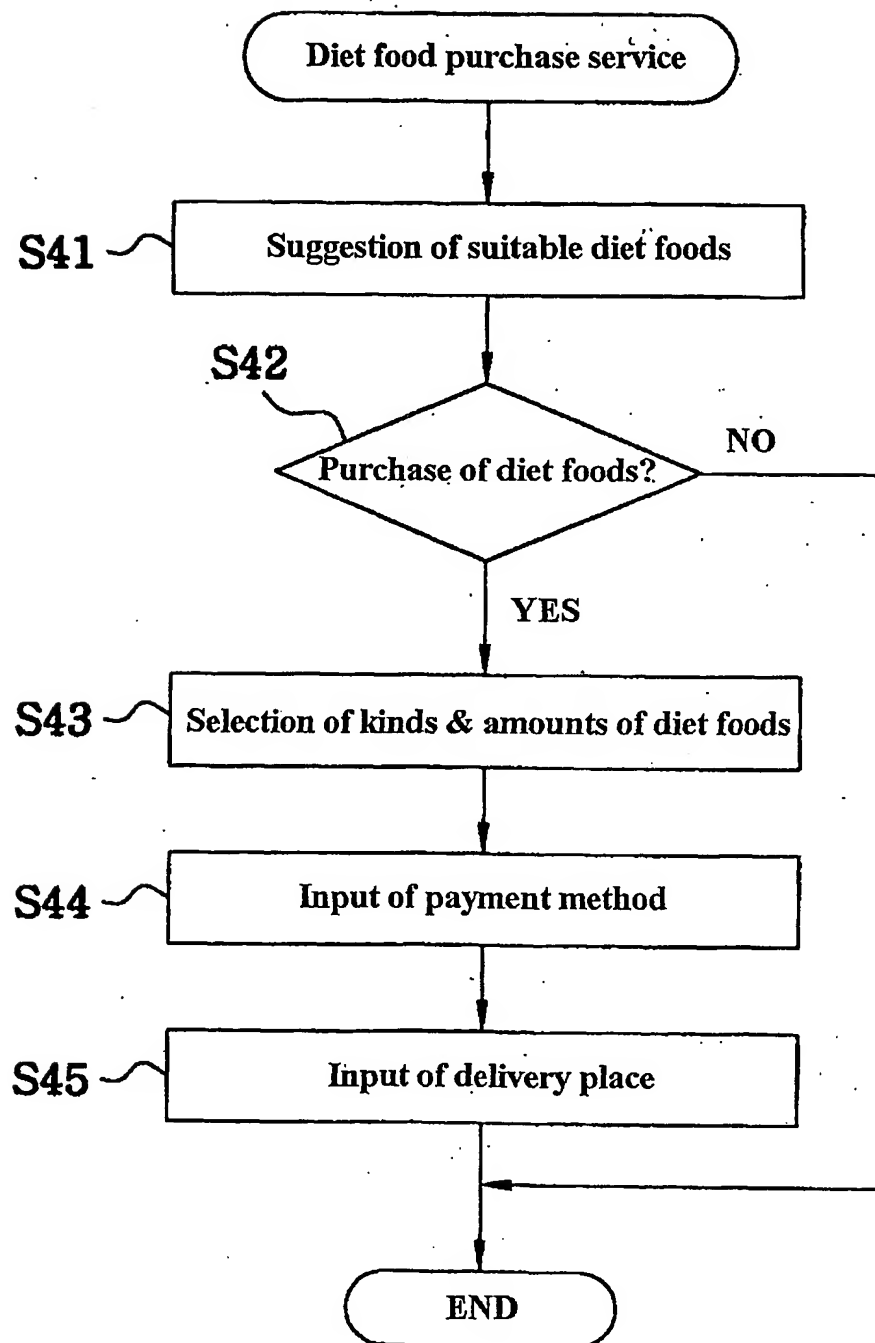 Diet food purchase service
S41
Suggestion of suitable diet foods
S42
Purchase of diet foods?
NO
YES
S43
Selection of kinds & amounts of diet foods
S44
Input of payment method
S45
Input of delivery place
END